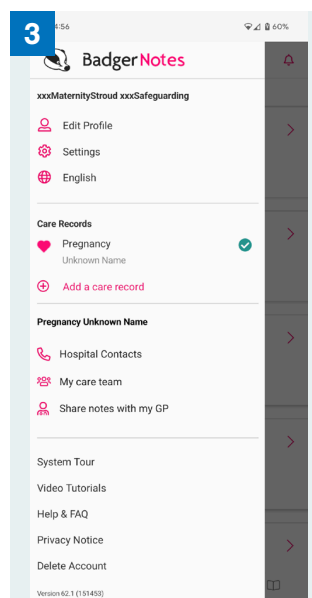 3
:56
60%
BadgerNotes
xxxMaternityStroud xxxSafeguarding
Edit Profile
Settings
English
Care Records
Pregnancy
Unknown Name
Add a care record
Pregnancy Unknown Name
Hospital Contacts
My care team
Share notes with my GP
System Tour
Video Tutorials
Help & FAQ
Privacy Notice
Delete Account
Version 62.1 (151453)